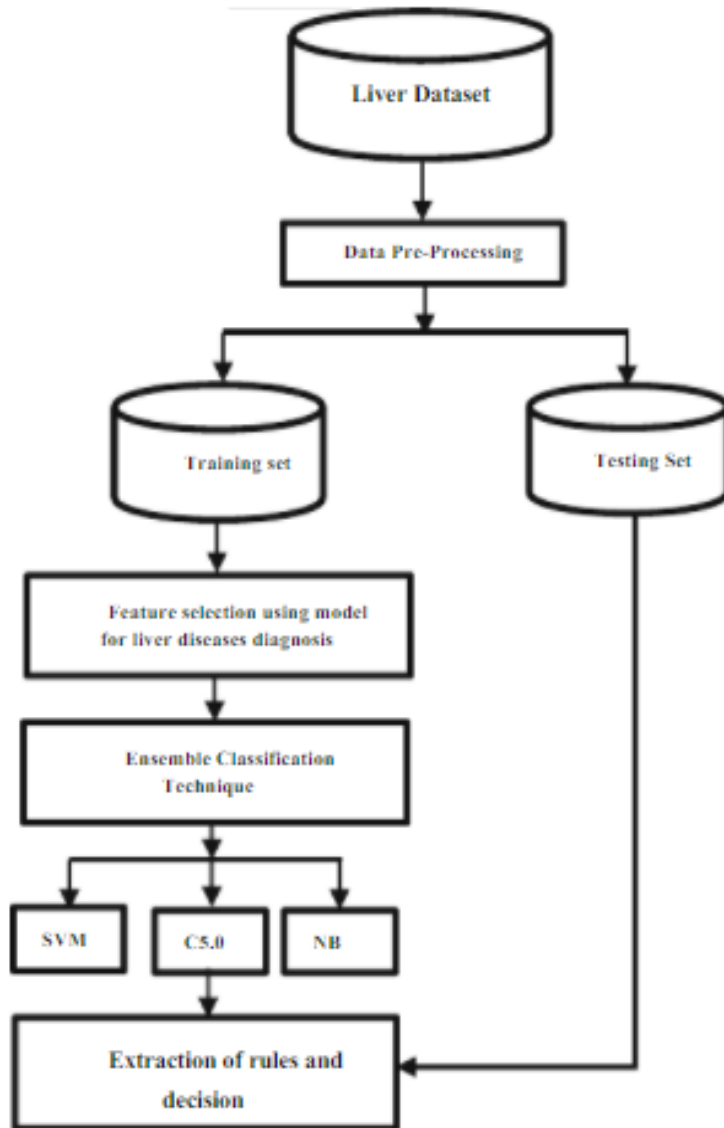 Liver Dataset
Data Pre-Processing
Training set
Testing Set
Feature selection using model
for liver diseases diagnosis
Ensemble Classification
Technique
SVM
C5.0
NB
Extraction of rules and
decision